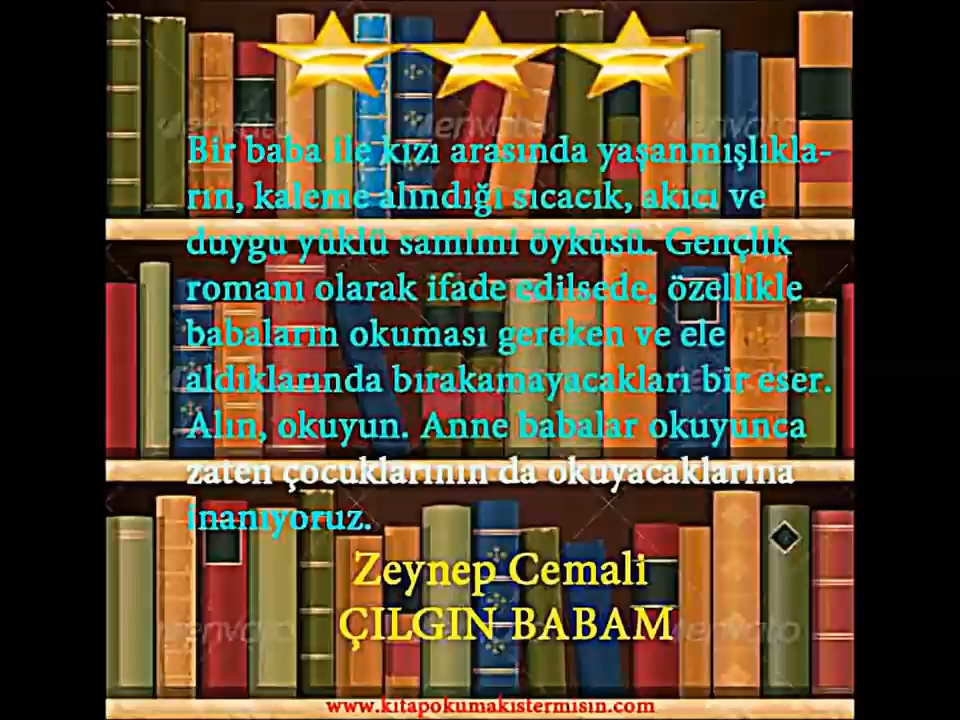 Bir baba ile kızı arasında yaşanmışlıkla-
rın, kaleme alındığı sıcacık, akıcı ve
duygu yüklü samimi öyküsü. Gençlik
romanı olarak ifade edilsede, özellikle
babaların okuması gereken ve ele
aldıklarında bırakamayacakları bir eser.
Alın, okuyun. Anne babalar okuyunca
zaten çocuklarının da okuyacaklarına
inanıyoruz.
Zeynep Cemali
ÇILGIN BABAM
www.kitapokumakistermisin.com